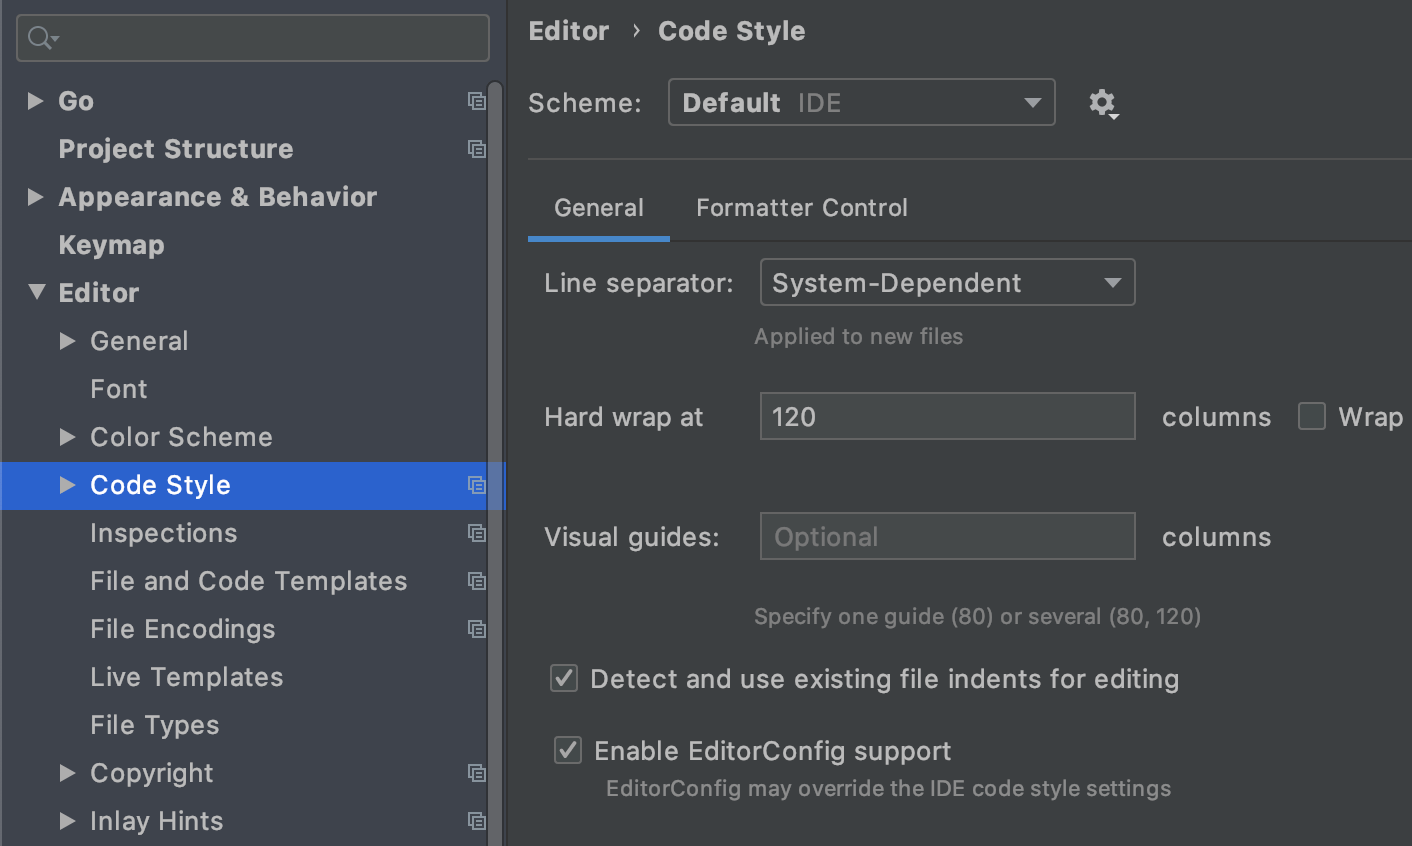 Go
Project Structure
Appearance & Behavior
Keymap
Editor
General
Font
Color Scheme
Code Style
Inspections
File and Code Templates
File Encodings
Live Templates
File Types
Copyright
Inlay Hints
Editor › Code Style
Scheme: Default IDE
General Formatter Control
Line separator: System-Dependent
Applied to new files
Hard wrap at 120 columns Wrap
Visual guides: Optional columns
Specify one guide (80) or several (80, 120)
Detect and use existing file indents for editing
Enable EditorConfig support
EditorConfig may override the IDE code style settings